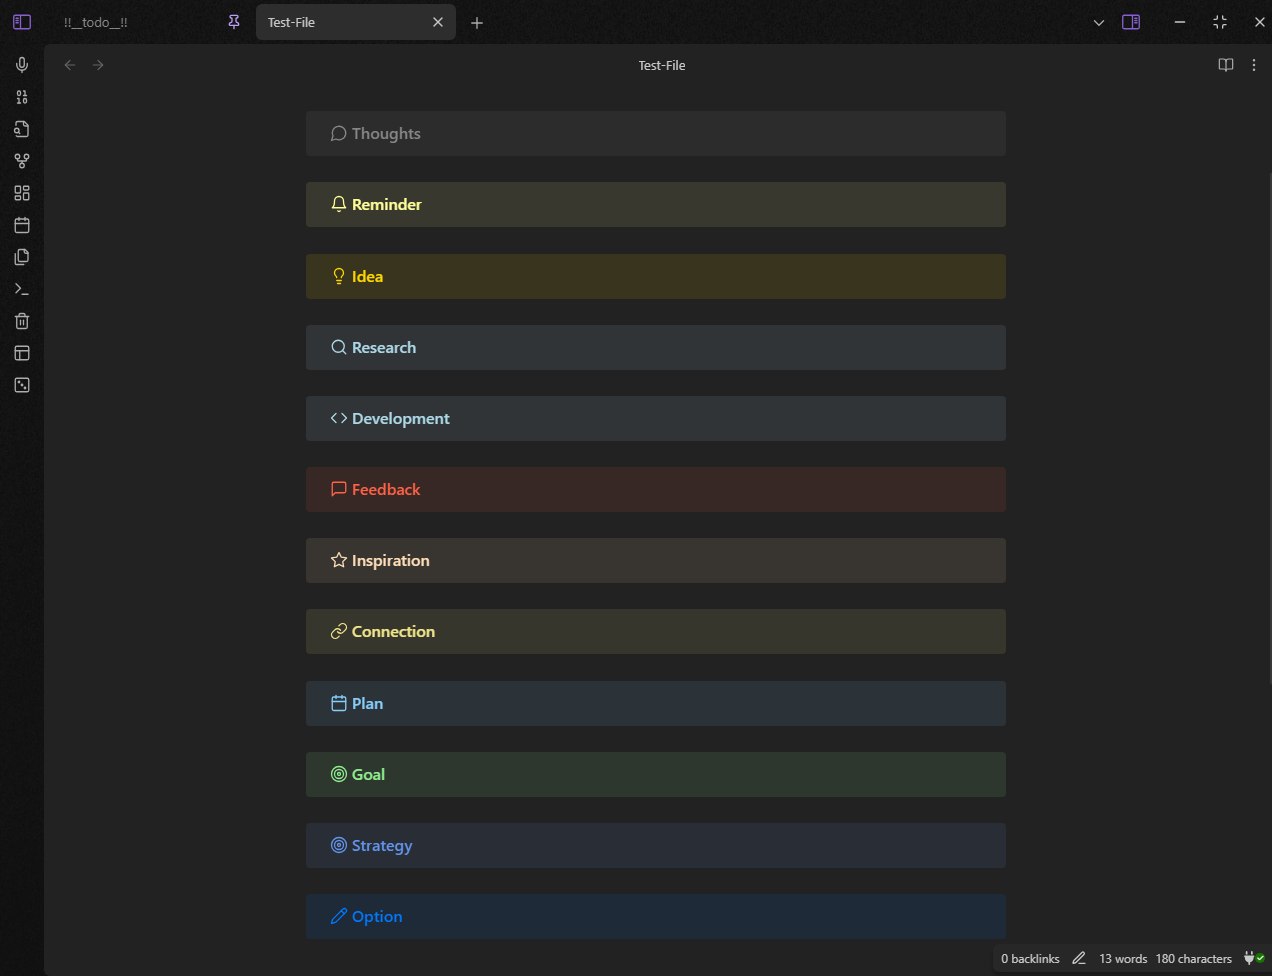 !!__todo__!!
Test-File
Test-File
Thoughts
Reminder
Idea
Research
Development
Feedback
Inspiration
Connection
Plan
Goal
Strategy
Option
0 backlinks 13 words 180 characters